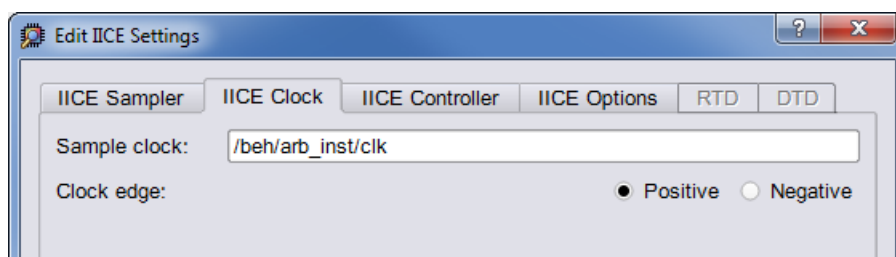 Edit IICE Settings
? X
IICE Sampler IICE Clock IICE Controller IICE Options RTD DTD
Sample clock: /beh/arb_inst/clk
Clock edge: Positive Negative